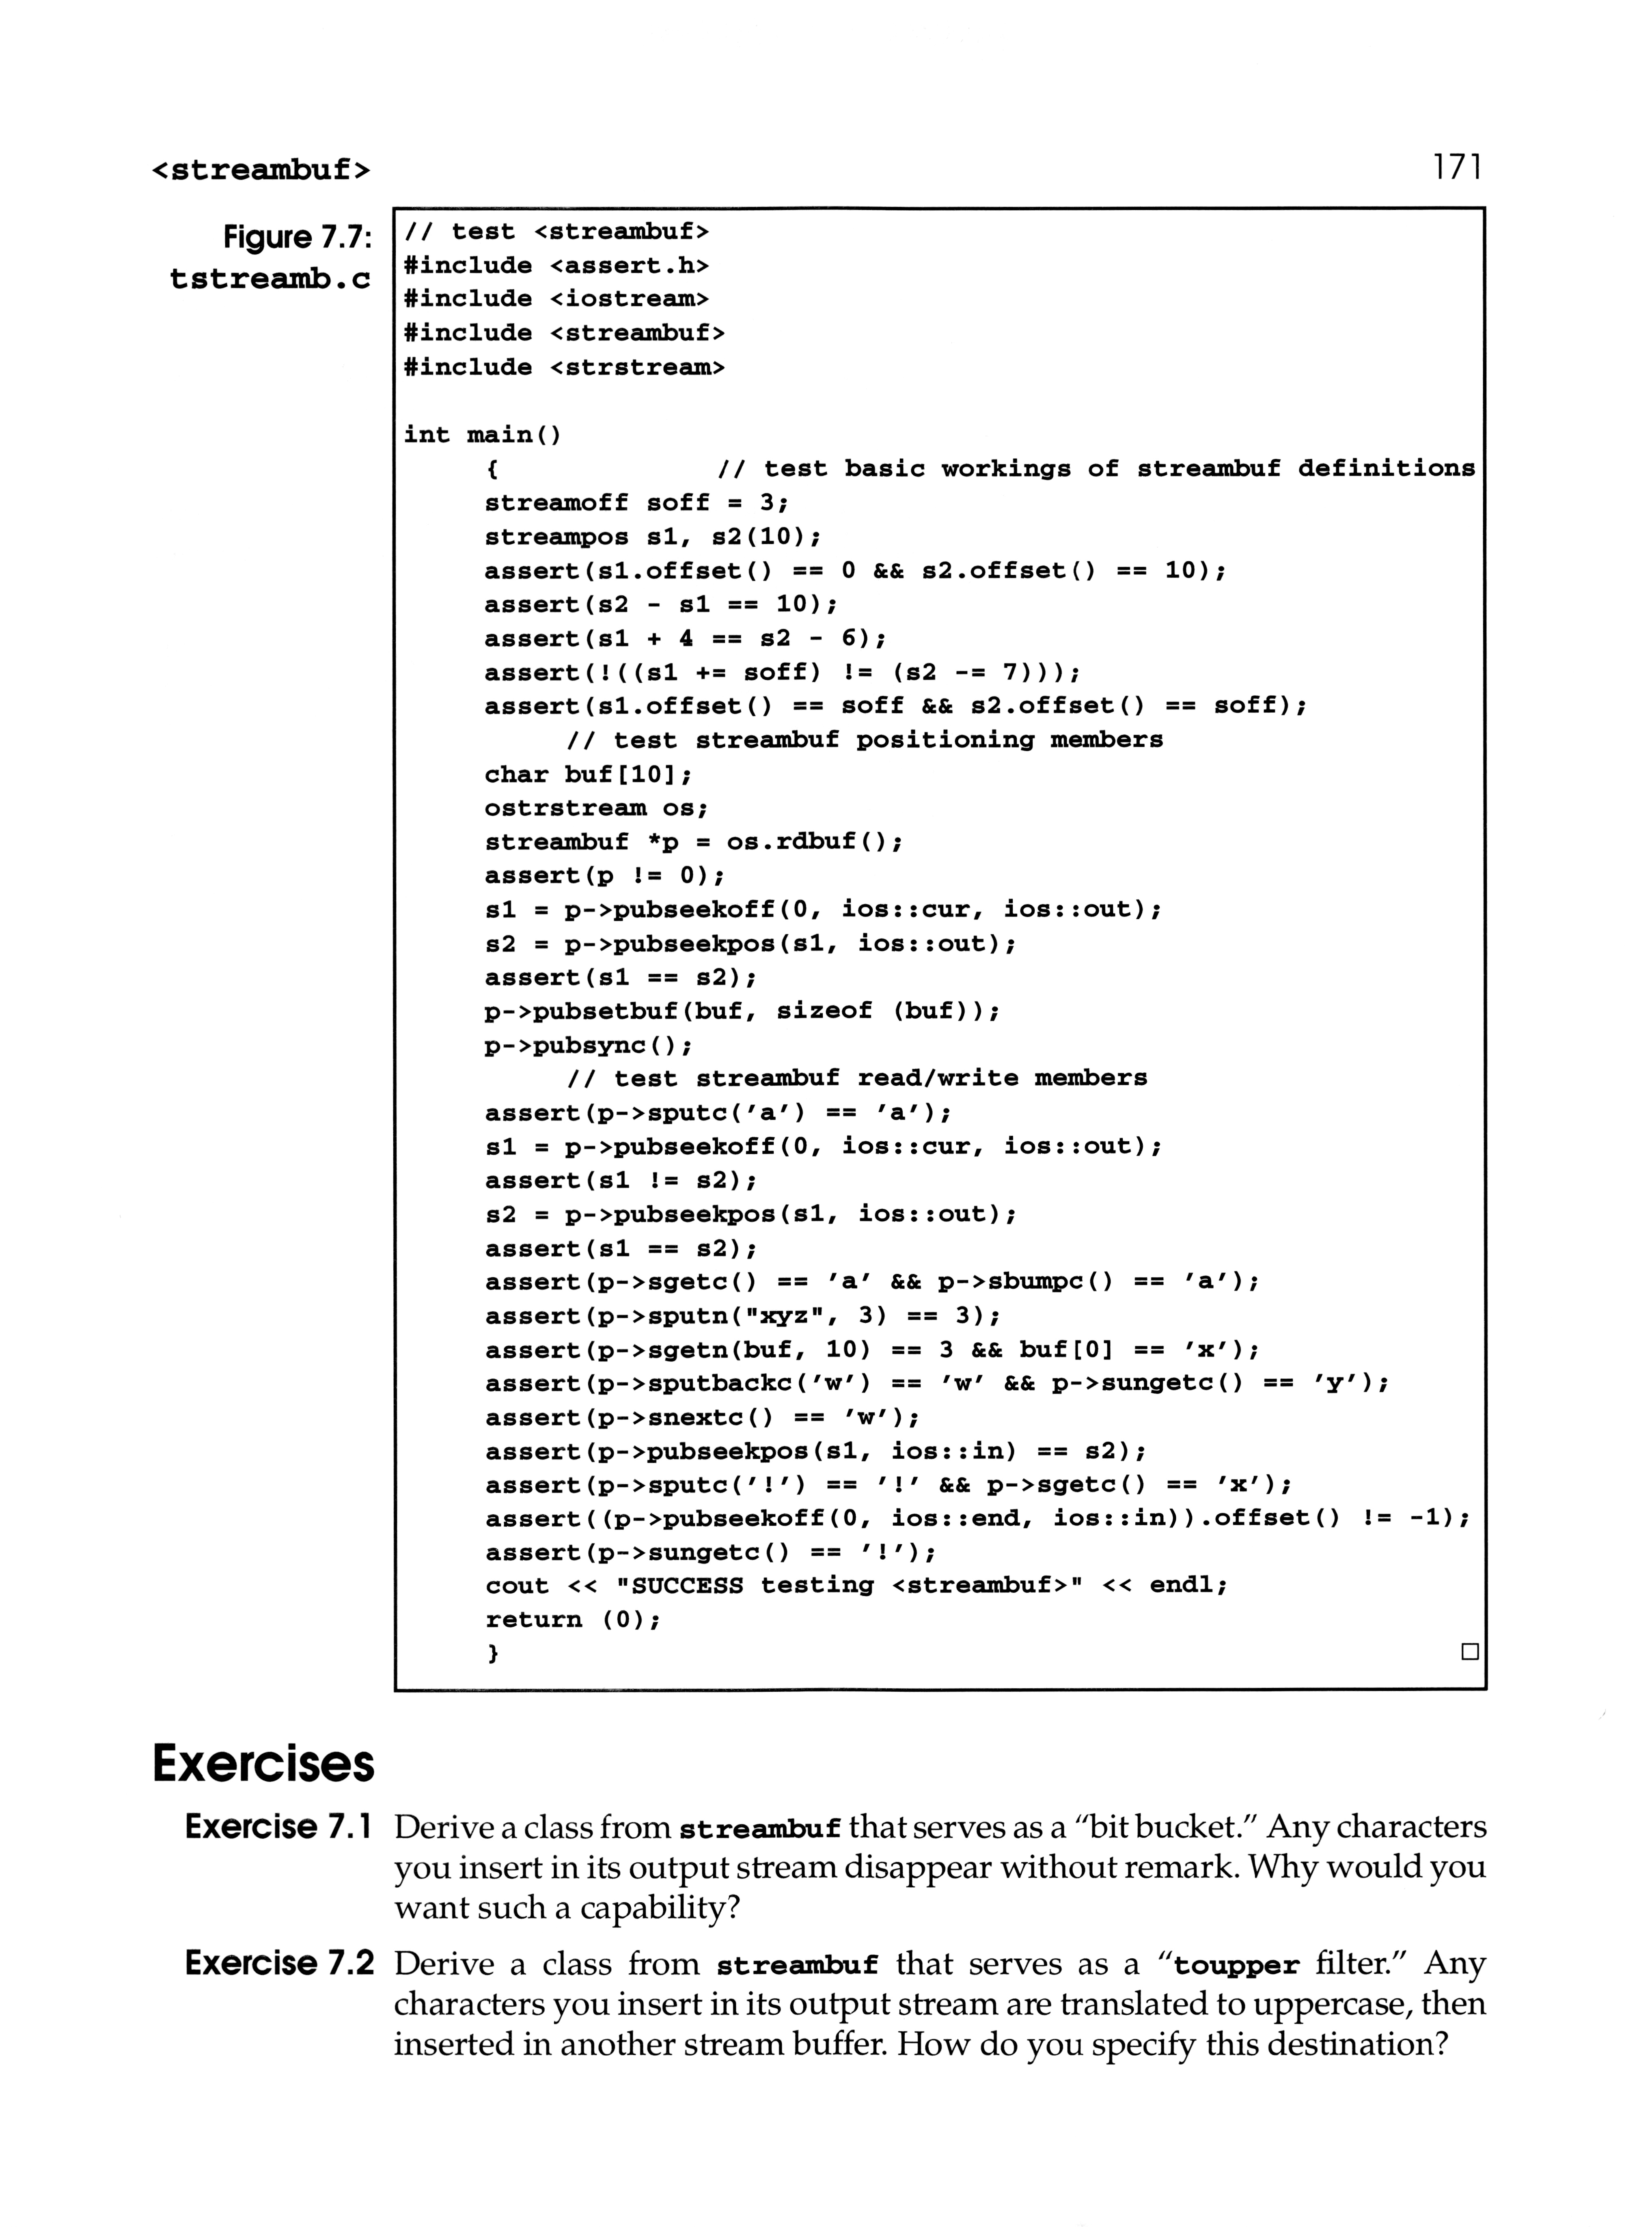 <streambuf>
171
Figure 7.7:
tstreamb.c
// test <streambuf>
#include <assert.h>
#include <iostream>
#include <streambuf>
#include <strstream>
int main()
{ // test basic workings of streambuf definitions
streamoff soff = 3;
streampos s1, s2(10);
assert(s1.offset() == 0 && s2.offset() == 10);
assert(s2 - s1 == 10);
assert(s1 + 4 == s2 - 6);
assert(!((s1 += soff) != (s2 -= 7)));
assert(s1.offset() == soff && s2.offset() == soff);
// test streambuf positioning members
char buf[10];
ostrstream os;
streambuf *p = os.rdbuf();
assert(p != 0);
s1 = p->pubseekoff(0, ios::cur, ios::out);
s2 = p->pubseekpos(s1, ios::out);
assert(s1 == s2);
p->pubsetbuf(buf, sizeof (buf));
p->pubsync();
// test streambuf read/write members
assert(p->sputc('a') == 'a');
s1 = p->pubseekoff(0, ios::cur, ios::out);
assert(s1 != s2);
s2 = p->pubseekpos(s1, ios::out);
assert(s1 == s2);
assert(p->sgetc() == 'a' && p->sbumpc() == 'a');
assert(p->sputn("xyz", 3) == 3);
assert(p->sgetn(buf, 10) == 3 && buf[0] == 'x');
assert(p->sputbackc('w') == 'w' && p->sungetc() == 'y');
assert(p->snextc() == 'w');
assert(p->pubseekpos(s1, ios::in) == s2);
assert(p->sputc('!') == '!' && p->sgetc() == 'x');
assert((p->pubseekoff(0, ios::end, ios::in)).offset() != -1);
assert(p->sungetc() == '!');
cout << "SUCCESS testing <streambuf>" << endl;
return (0);
} □
Exercises
Exercise 7.1 Derive a class from streambuf that serves as a “bit bucket.” Any characters
you insert in its output stream disappear without remark. Why would you
want such a capability?
Exercise 7.2 Derive a class from streambuf that serves as a “toupper filter.” Any
characters you insert in its output stream are translated to uppercase, then
inserted in another stream buffer. How do you specify this destination?